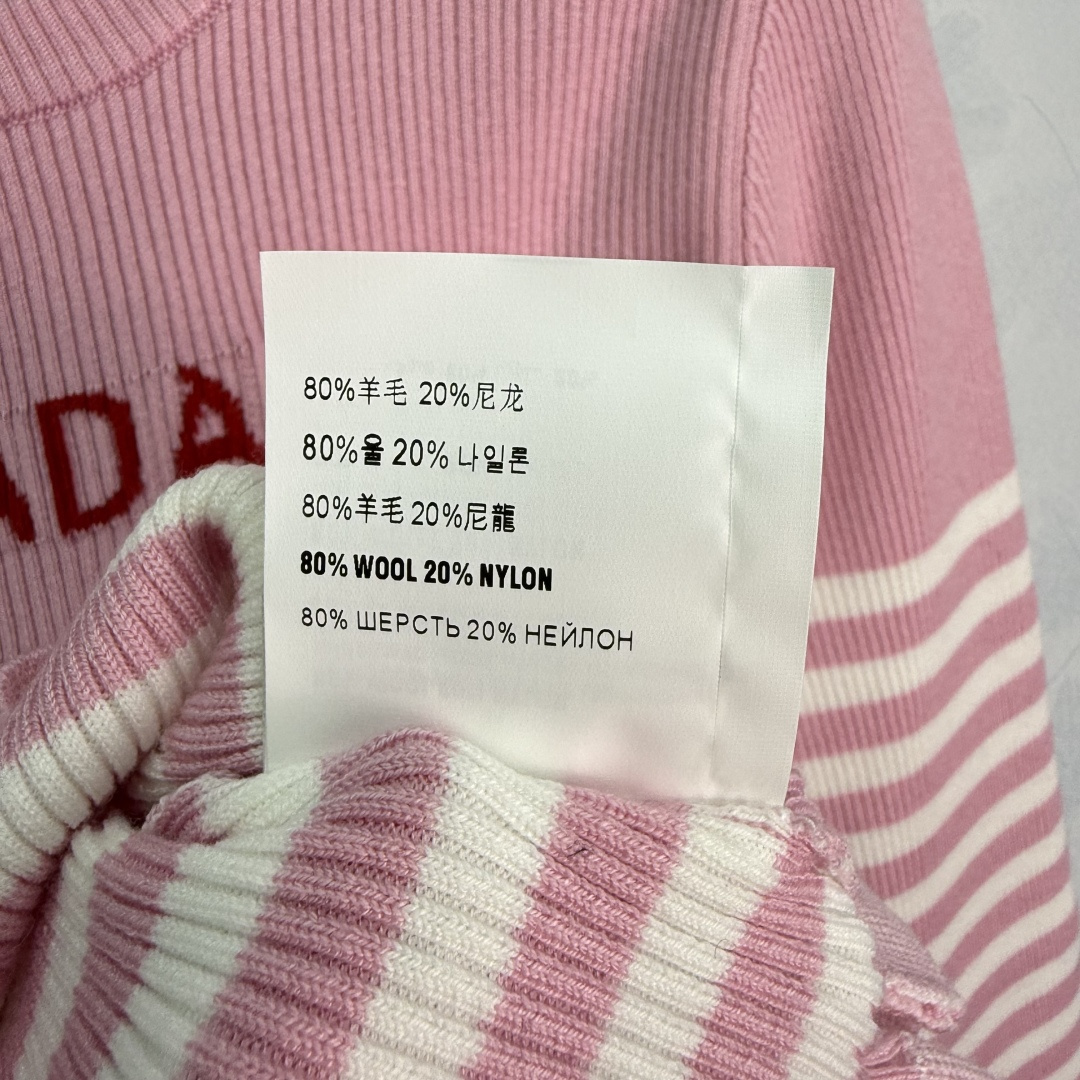 ADA
80%羊毛 20%尼龙
80%울 20% 나일론
80%羊毛 20%尼龍
80% WOOL 20% NYLON
80% ШЕРСТЬ 20% НЕЙЛОН